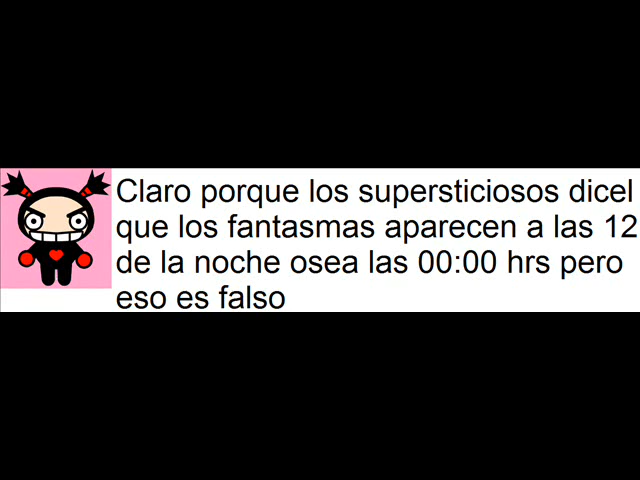 Claro porque los supersticiosos dicel
que los fantasmas aparecen a las 12
de la noche osea las 00:00 hrs pero
eso es falso